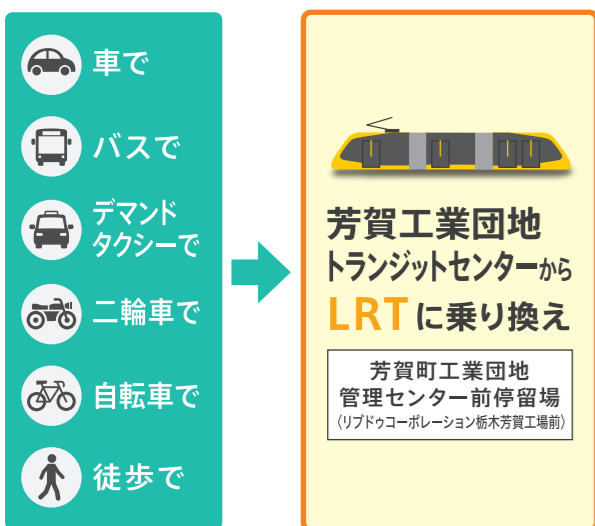 車で
バスで
デマンド
タクシーで
二輪車で
自転車で
徒歩で
芳賀工業団地
トランジットセンターから
LRTに乗り換え
芳賀町工業団地
管理センター前停留場
〈リブドゥコーポレーション栃木芳賀工場前〉